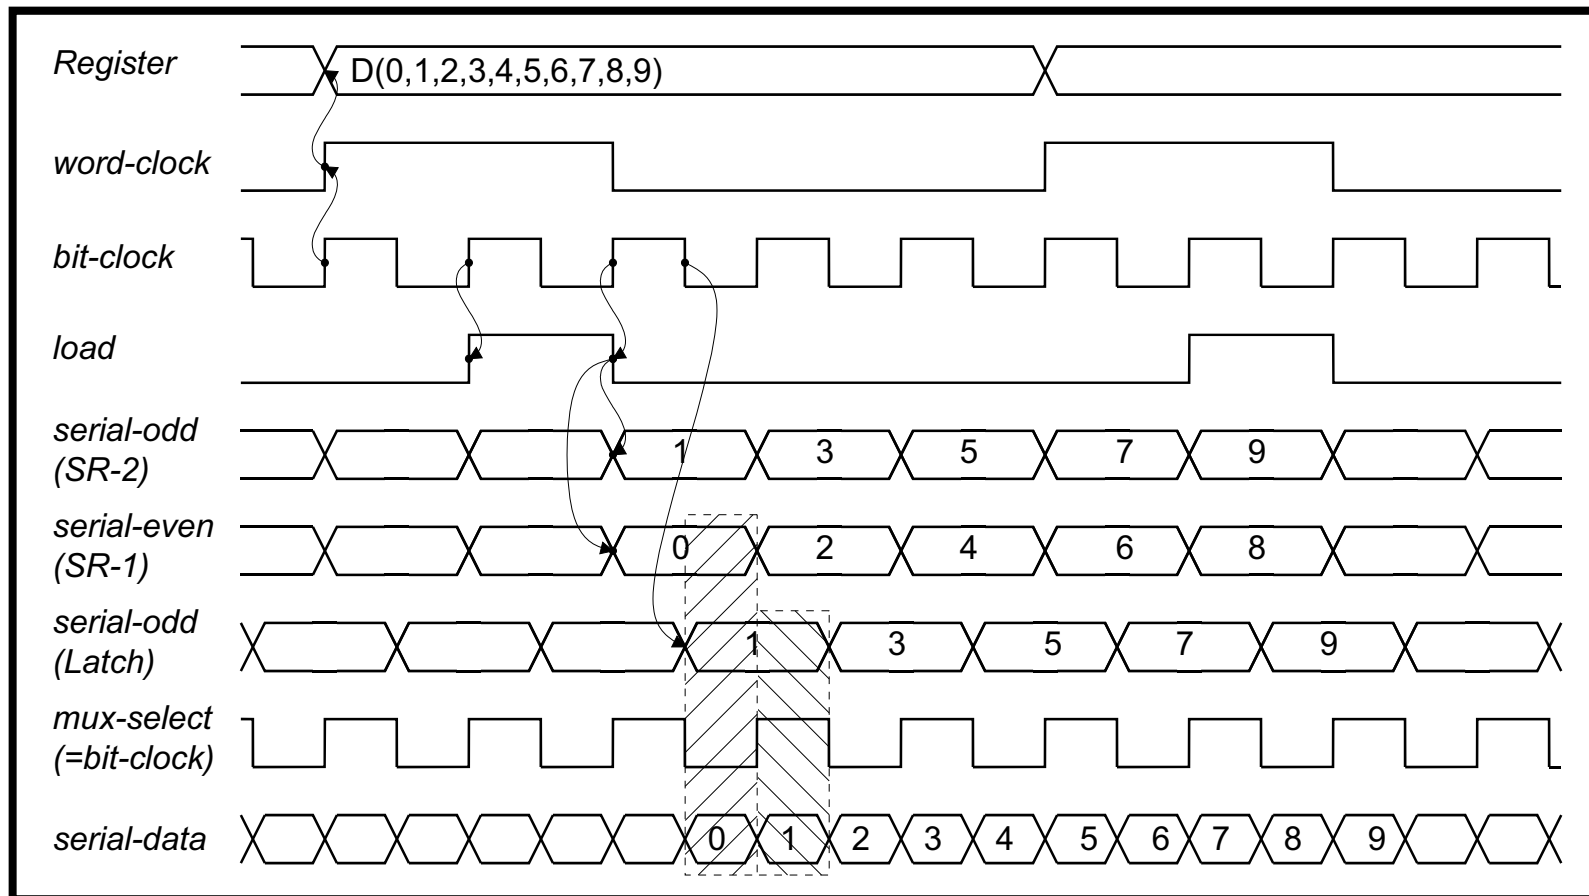 Register
D(0,1,2,3,4,5,6,7,8,9)
word-clock
bit-clock
load
serial-odd
(SR-2)
1 3 5 7 9
serial-even
(SR-1)
0 2 4 6 8
serial-odd
(Latch)
1 3 5 7 9
mux-select
(=bit-clock)
serial-data
0 1 2 3 4 5 6 7 8 9